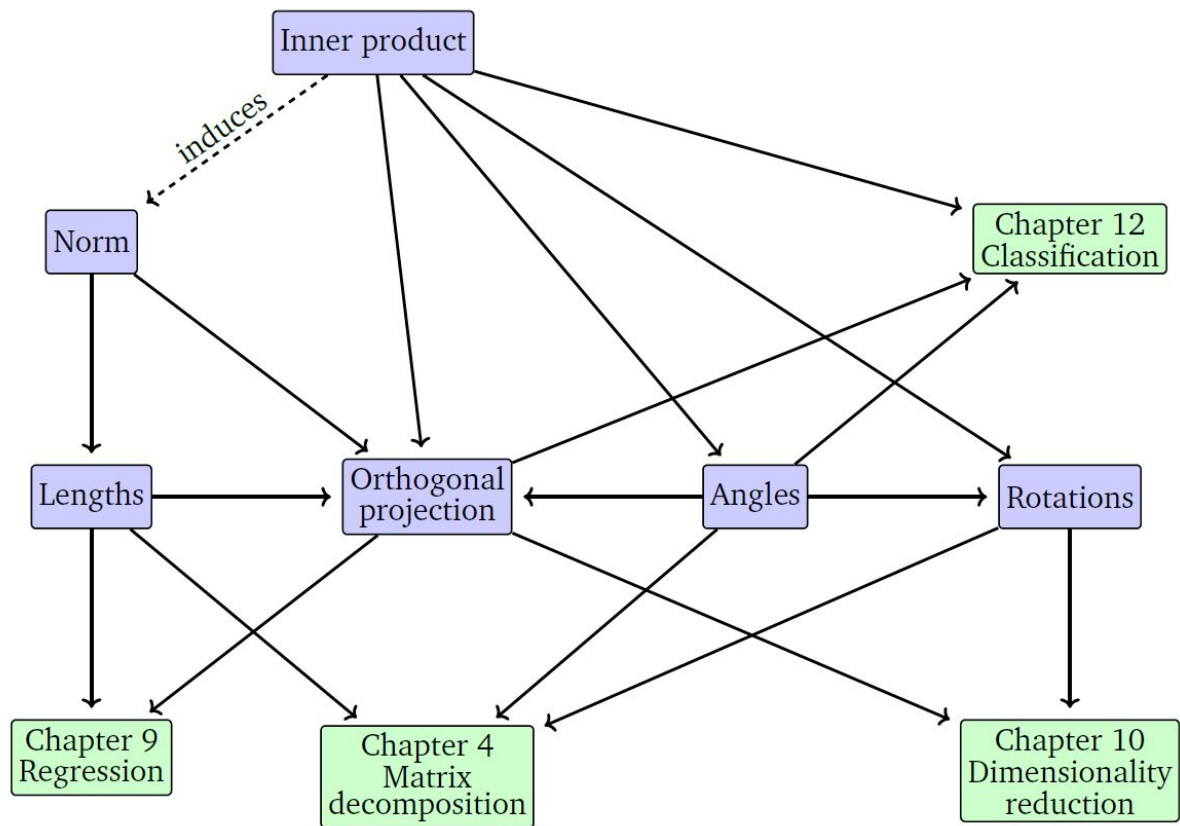 Inner product
induces
Chapter 12
Classification
Norm
Lengths
Orthogonal
projection
Angles
Rotations
Chapter 9
Regression
Chapter 4
Matrix
decomposition
Chapter 10
Dimensionality
reduction